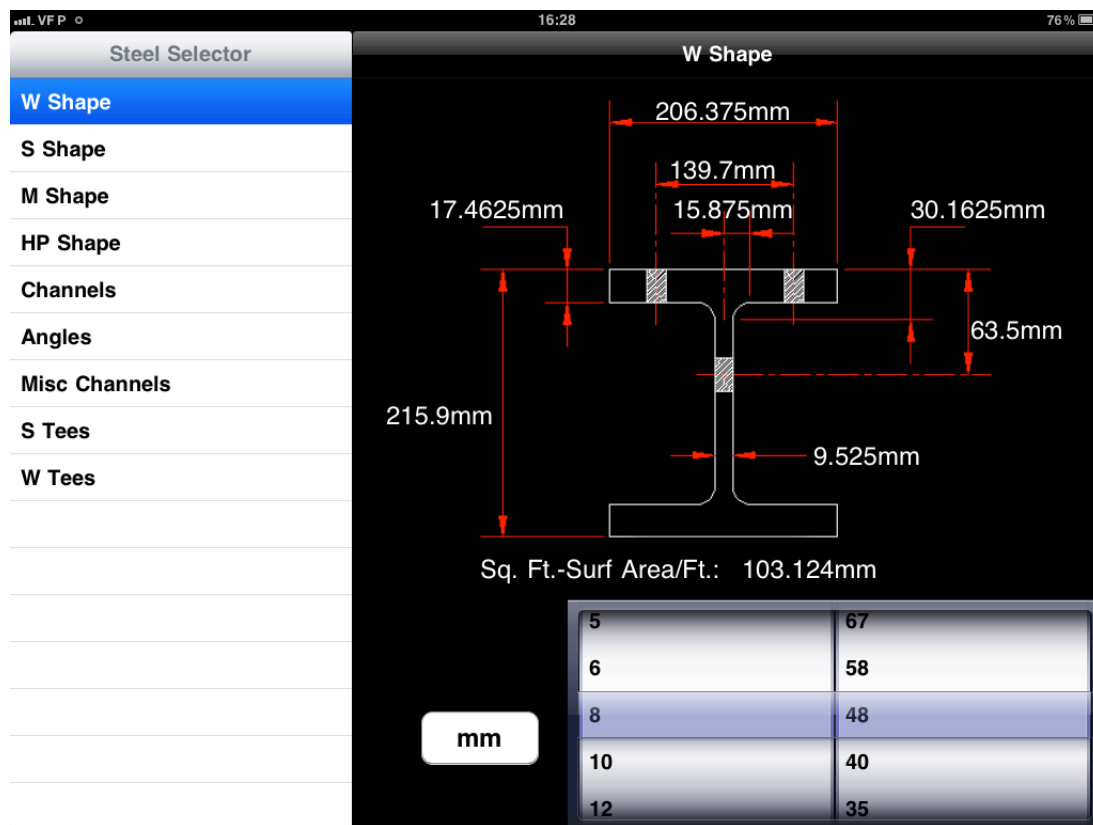 VF P 16:28 76%
Steel Selector
W Shape
W Shape
S Shape
M Shape
HP Shape
Channels
Angles
Misc Channels
S Tees
W Tees
206.375mm
139.7mm
17.4625mm 15.875mm 30.1625mm
63.5mm
215.9mm
9.525mm
Sq. Ft.-Surf Area/Ft.: 103.124mm
5 67
6 58
8 48
mm
10 40
12 35